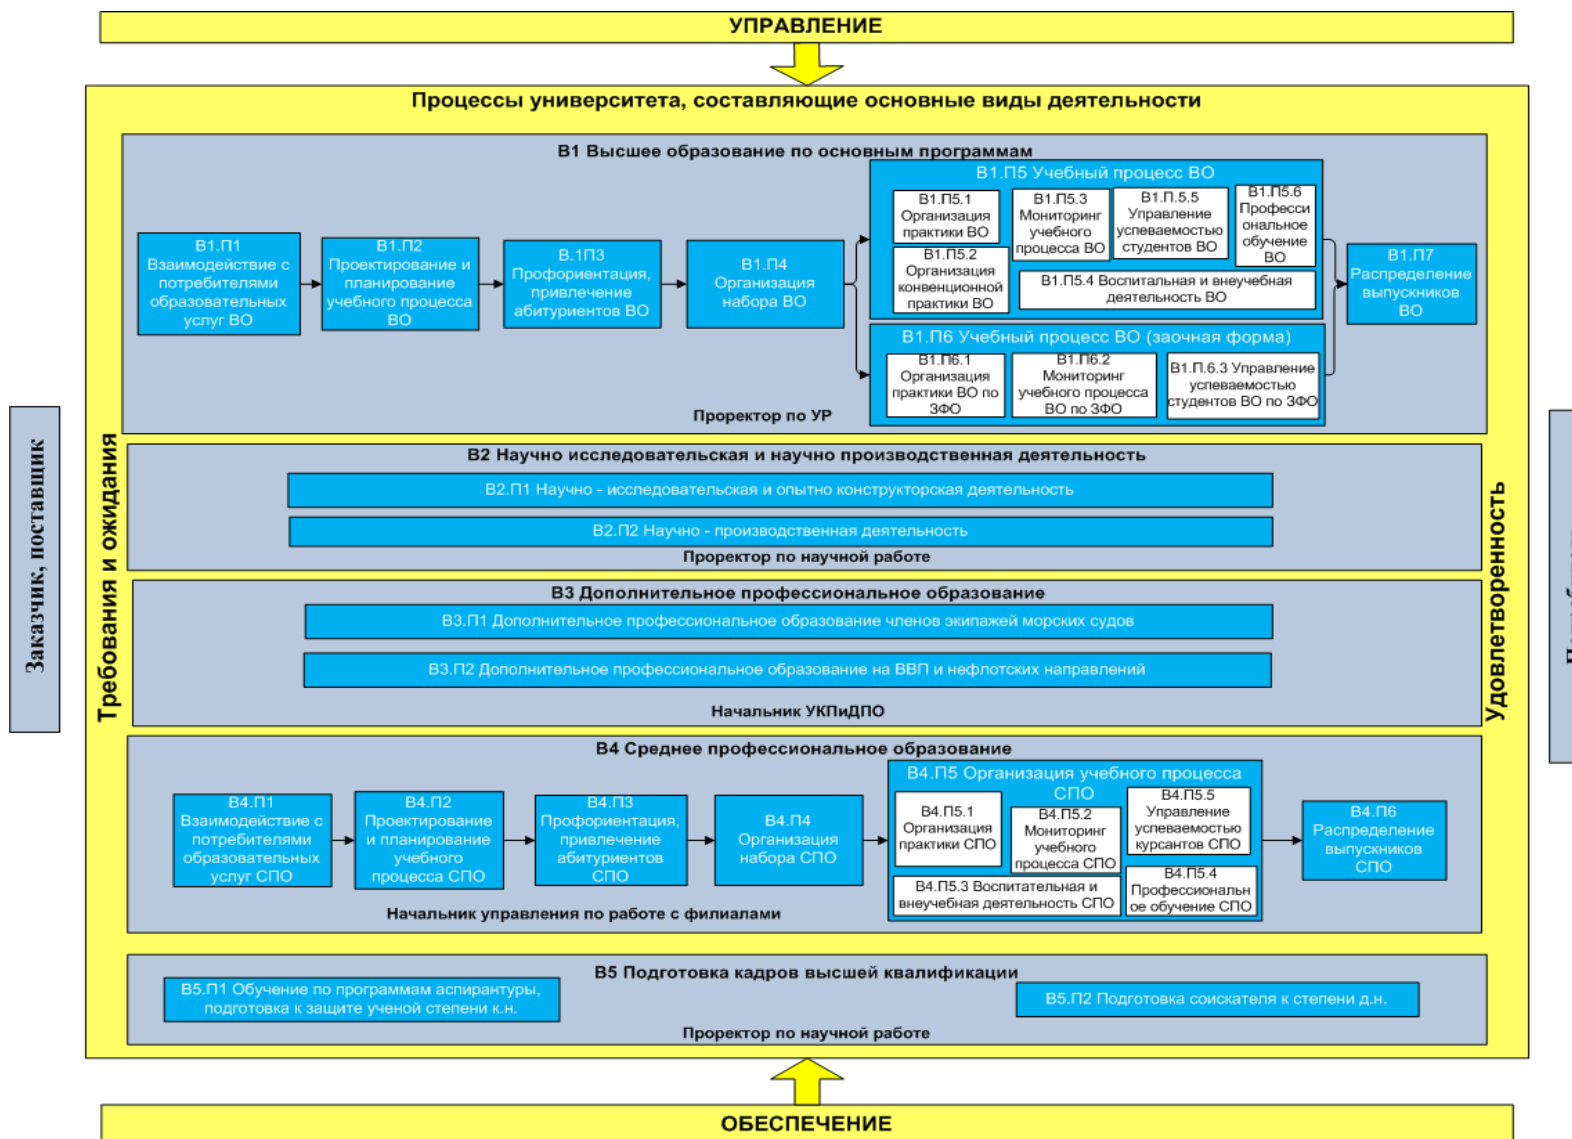 УПРАВЛЕНИЕ
Процессы университета, составляющие основные виды деятельности
Заказчик, поставщик
Требования и ожидания
В1 Высшее образование по основным программам
В1.П1
Взаимодействие с
потребителями
образовательных
услуг ВО
В1.П2
Проектирование и
планирование
учебного процесса
ВО
В.1П3
Профориентация,
привлечение
абитуриентов ВО
В1.П4
Организация
набора ВО
В1.П5 Учебный процесс ВО
В1.П5.1
Организация
практики ВО
В1.П5.2
Организация
конвенционной
практики ВО
В1.П5.3
Мониторинг
учебного
процесса ВО
В1.П.5.5
Управление
успеваемостью
студентов ВО
В1.П5.6
Професси
ональное
обучение
ВО
В1.П5.4 Воспитальная и внеучебная
деятельность ВО
В1.П6 Учебный процесс ВО (заочная форма)
В1.П6.1
Организация
практики ВО по
ЗФО
В1.П6.2
Мониторинг
учебного процесса
ВО по ЗФО
В1.П.6.3 Управление
успеваемостью
студентов ВО по ЗФО
В1.П7
Распределение
выпускников
ВО
Проректор по УР
В2 Научно исследовательская и научно производственная деятельность
В2.П1 Научно - исследовательская и опытно конструкторская деятельность
В2.П2 Научно - производственная деятельность
Проректор по научной работе
В3 Дополнительное профессиональное образование
В3.П1 Дополнительное профессиональное образование членов экипажей морских судов
В3.П2 Дополнительное профессиональное образование на ВВП и нефлотских направлений
Начальник УКПиДПО
В4 Среднее профессиональное образование
В4.П1
Взаимодействие с
потребителями
образовательных
услуг СПО
В4.П2
Проектирование
и планирование
учебного
процесса СПО
В4.П3
Профориентация,
привлечение
абитуриентов
СПО
В4.П4
Организация
набора СПО
В4.П5 Организация учебного процесса
СПО
В4.П5.1
Организация
практики СПО
В4.П5.2
Мониторинг
учебного
процесса СПО
В4.П5.5
Управление
успеваемостью
курсантов СПО
В4.П5.3 Воспитательная и
внеучебная деятельность СПО
В4.П5.4
Профессиональн
ое обучение СПО
В4.П6
Распределение
выпускников
СПО
Начальник управления по работе с филиалами
В5 Подготовка кадров высшей квалификации
В5.П1 Обучение по программам аспирантуры,
подготовка к защите ученой степени к.н.
В5.П2 Подготовка соискателя к степени д.н.
Проректор по научной работе
Удовлетворенность
ОБЕСПЕЧЕНИЕ